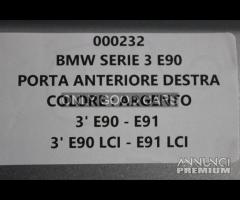 000232
BMW SERIE 3 E90
PORTA ANTERIORE DESTRA
COLORE ARGENTO
3' E90 - E91
3' E90 LCI - E91 LCI
ANNUNCI
PREMIUM